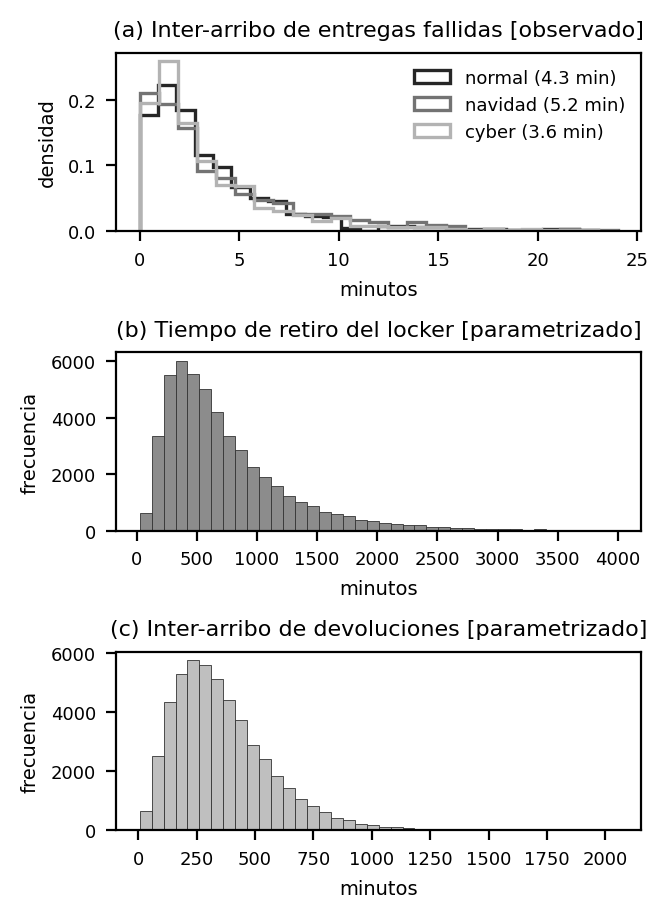 (a) Inter-arribo de entregas fallidas [observado]
densidad
0.2
0.1
0.0
normal (4.3 min)
navidad (5.2 min)
cyber (3.6 min)
0 5 10 15 20 25
minutos
(b) Tiempo de retiro del locker [parametrizado]
frecuencia
6000
4000
2000
0
0 500 1000 1500 2000 2500 3000 3500 4000
minutos
(c) Inter-arribo de devoluciones [parametrizado]
frecuencia
6000
4000
2000
0
0 250 500 750 1000 1250 1500 1750 2000
minutos